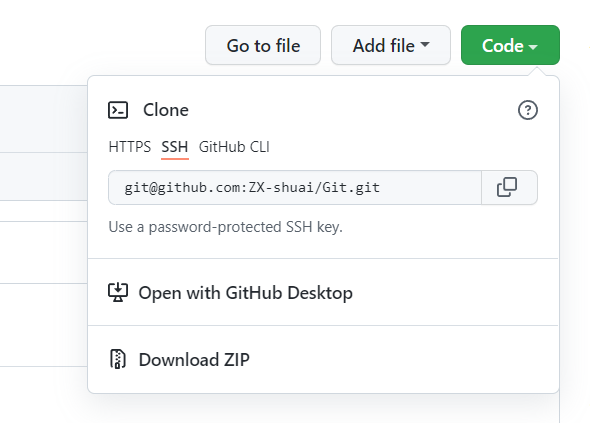 Go to file Add file Code
Clone
HTTPS SSH GitHub CLI
git@github.com:ZX-shuai/Git.git
Use a password-protected SSH key.
Open with GitHub Desktop
Download ZIP